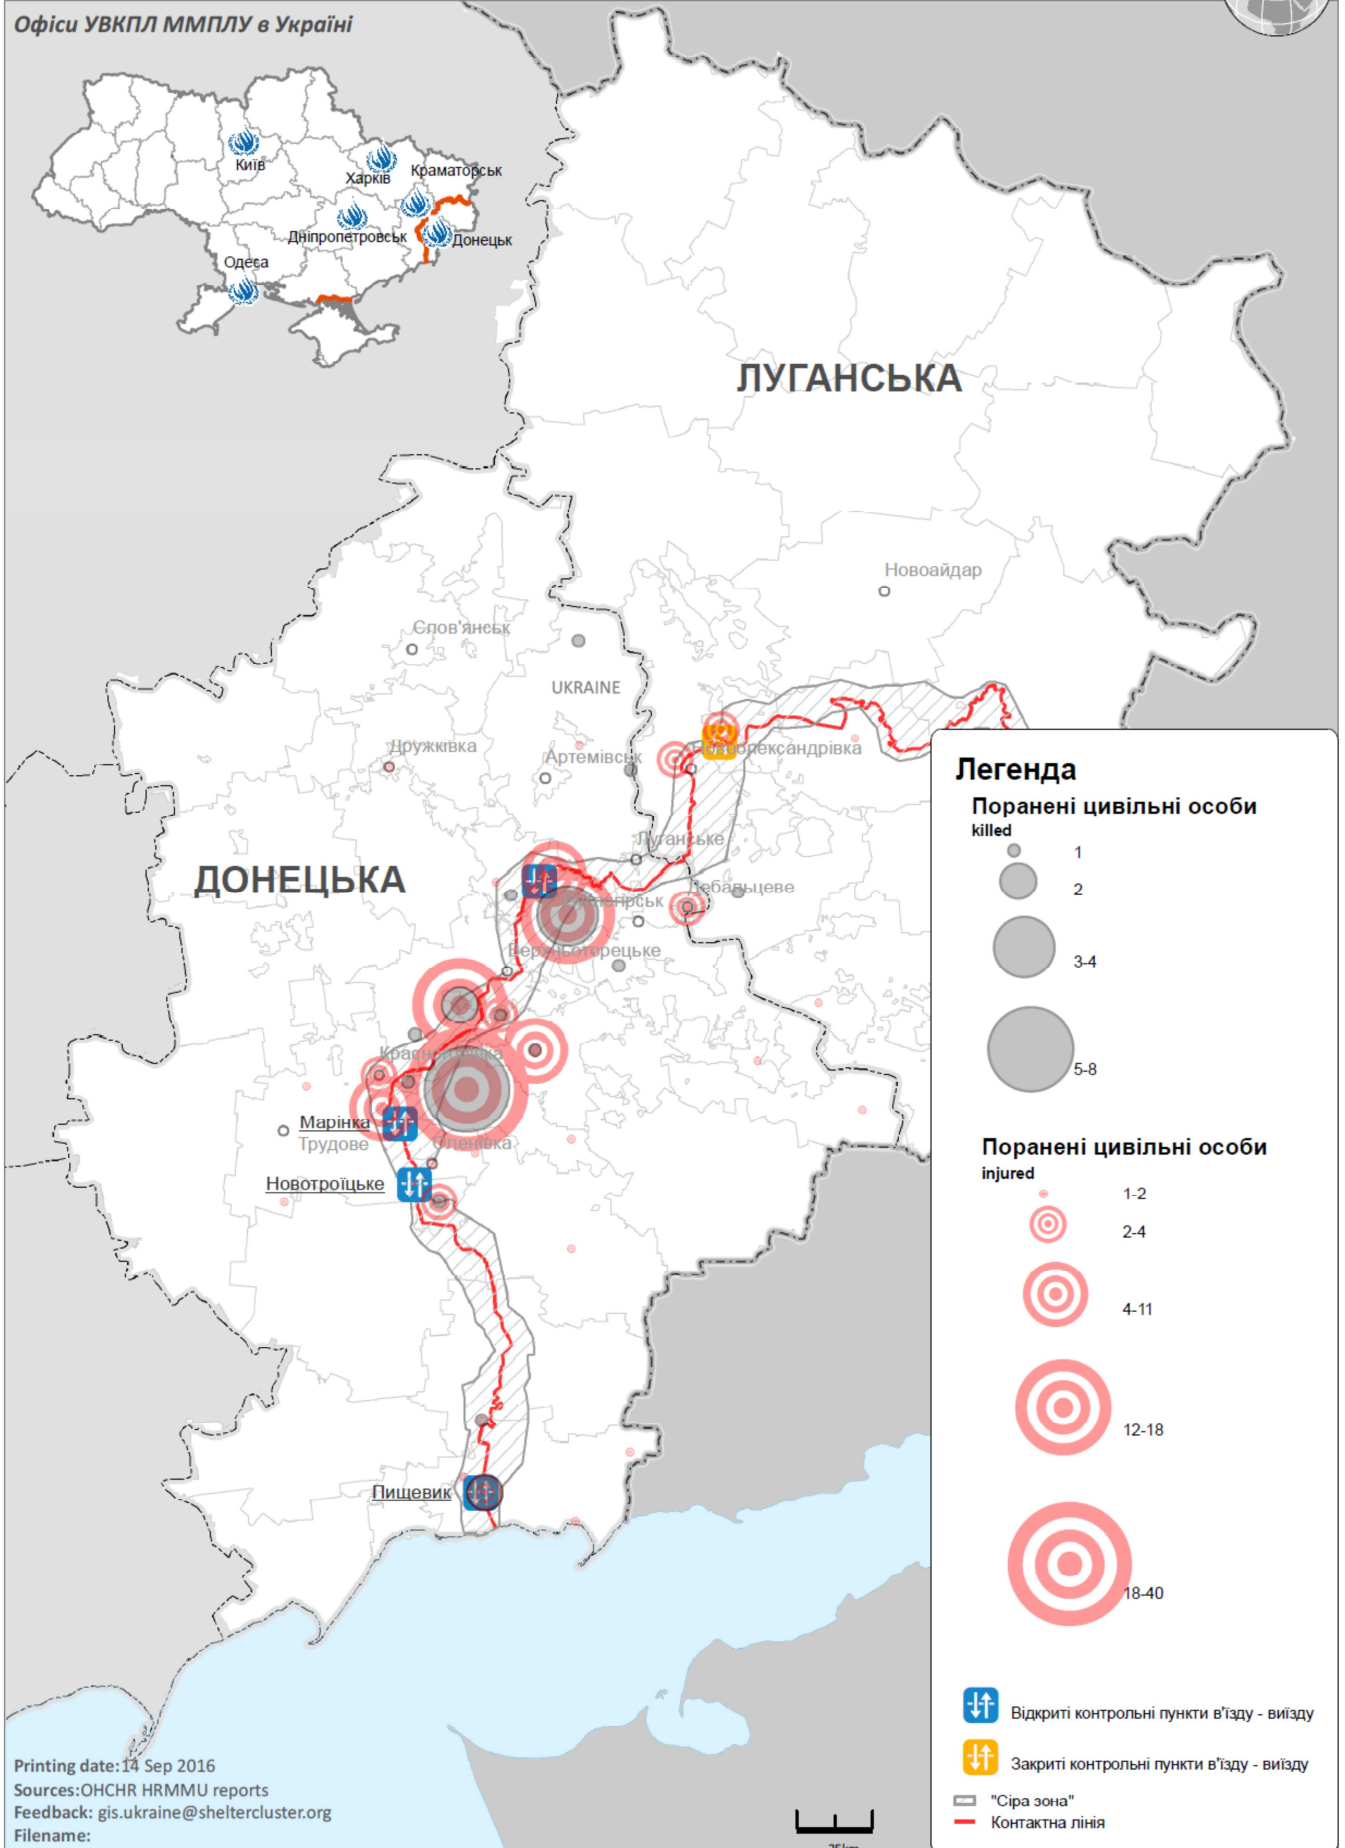 Офіси УВКПЛ ММПЛУ в Україні
Київ
Харків
Краматорськ
Дніпропетровськ
Донецьк
Одеса
ЛУГАНСЬКА
Новоайдар
Слов'янськ
UKRAINE
Дружківка
Артемівськ
Новоолександрівка
Луганське
ДОНЕЦЬКА
Дебальцеве
Верхньоторецьке
Красногорівка
Марінка
Трудове
Оленівка
Новотроїцьке
Пищевик
Легенда
Поранені цивільні особи
killed
1
2
3-4
5-8
Поранені цивільні особи
injured
1-2
2-4
4-11
12-18
18-40
Відкриті контрольні пункти в'їзду - виїзду
Закриті контрольні пункти в'їзду - виїзду
"Сіра зона"
Контактна лінія
Printing date:14 Sep 2016
Sources:OHCHR HRMMU reports
Feedback: gis.ukraine@sheltercluster.org
Filename: